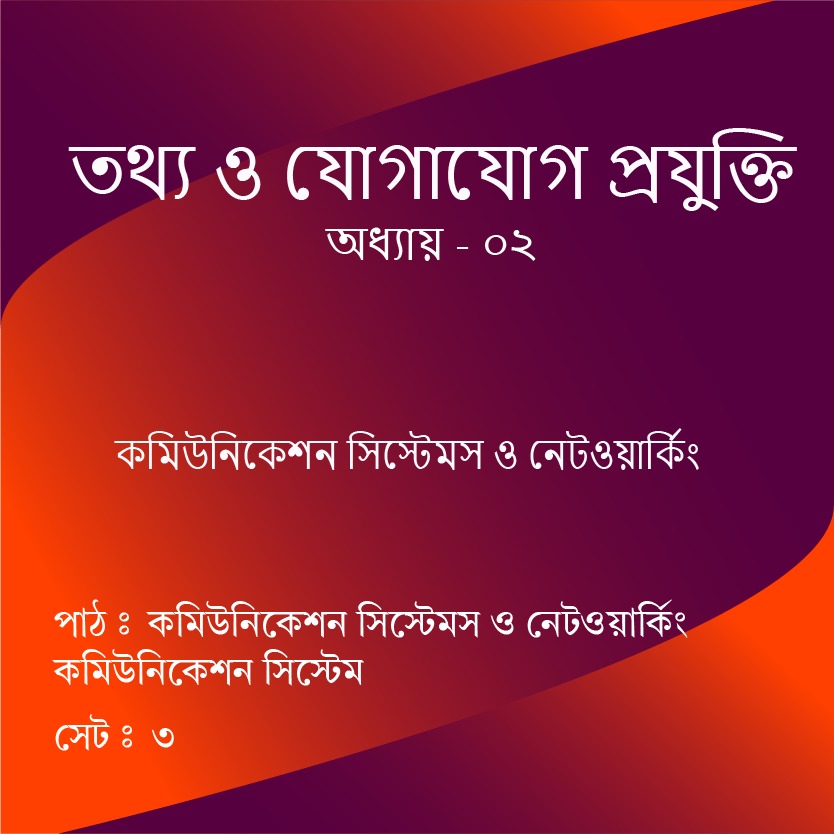 তথ্য ও যোগাযোগ প্রযুক্তি
অধ্যায় - ০২
কমিউনিকেশন সিস্টেমস ও নেটওয়ার্কিং
পাঠ ঃ কমিউনিকেশন সিস্টেমস ও নেটওয়ার্কিং
কমিউনিকেশন সিস্টেম
সেট ঃ ৩